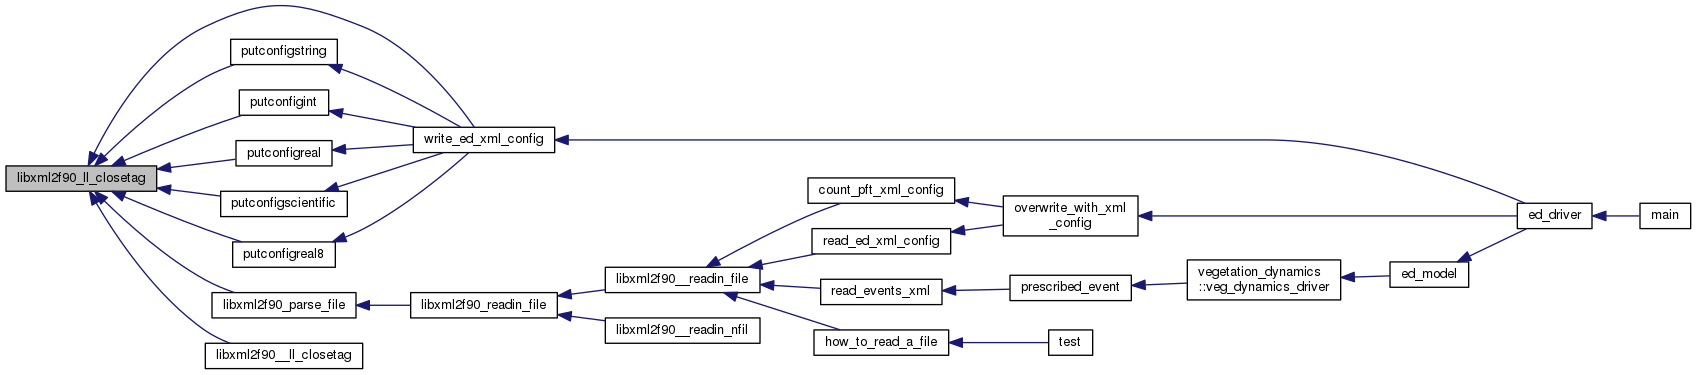 libxml2f90_ll_closetag
putconfigstring
putconfigint
putconfigreal
putconfigscientific
putconfigreal8
libxml2f90_parse_file
libxml2f90__ll_closetag
write_ed_xml_config
libxml2f90_readin_file
libxml2f90__readin_file
libxml2f90__readin_nfil
count_pft_xml_config
read_ed_xml_config
read_events_xml
how_to_read_a_file
overwrite_with_xml
_config
prescribed_event
test
vegetation_dynamics
::veg_dynamics_driver
ed_model
ed_driver
main